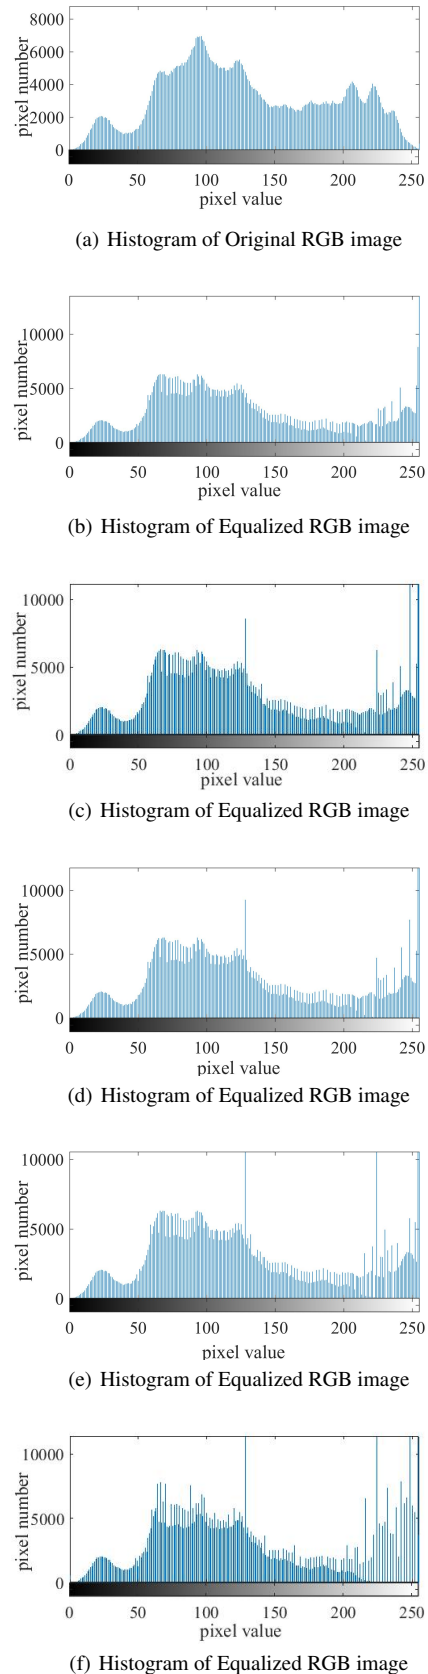 8000
6000
4000
2000
0
pixel number
0 50 100 150 200 250
pixel value
(a) Histogram of Original RGB image
10000
5000
0
pixel number
0 50 100 150 200 250
pixel value
(b) Histogram of Equalized RGB image
10000
5000
0
pixel number
0 50 100 150 200 250
pixel value
(c) Histogram of Equalized RGB image
10000
5000
0
pixel number
0 50 100 150 200 250
pixel value
(d) Histogram of Equalized RGB image
10000
5000
0
pixel number
0 50 100 150 200 250
pixel value
(e) Histogram of Equalized RGB image
10000
5000
0
pixel number
0 50 100 150 200 250
pixel value
(f) Histogram of Equalized RGB image